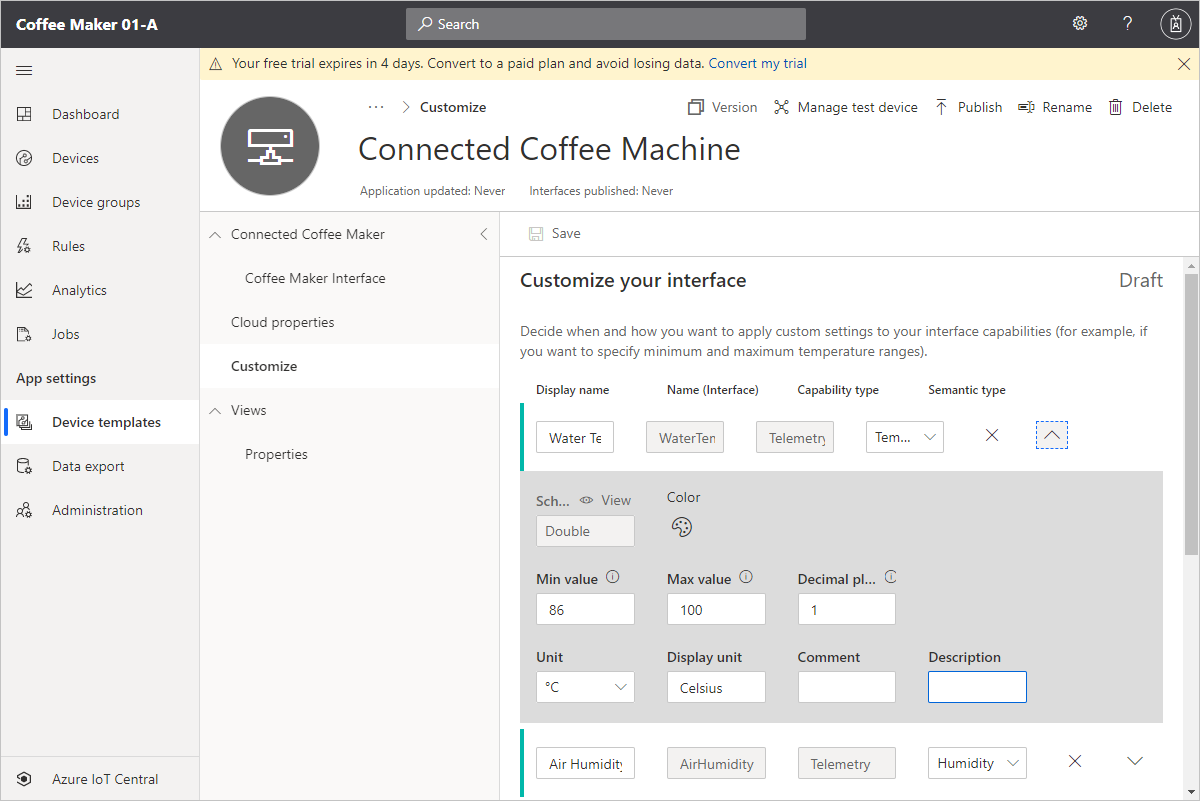 Coffee Maker 01-A
Search
?
Your free trial expires in 4 days. Convert to a paid plan and avoid losing data. Convert my trial
Dashboard
Devices
Device groups
Rules
Analytics
Jobs
App settings
Device templates
Data export
Administration
Azure IoT Central
··· > Customize
Version Manage test device Publish Rename Delete
Connected Coffee Machine
Application updated: Never Interfaces published: Never
Connected Coffee Maker
Coffee Maker Interface
Cloud properties
Customize
Views
Properties
Save
Customize your interface Draft
Decide when and how you want to apply custom settings to your interface capabilities (for example, if
you want to specify minimum and maximum temperature ranges).
Display name Name (Interface) Capability type Semantic type
Water Te WaterTen Telemetry Tem...
Sch... View Color
Double
Min value Max value Decimal pl...
86 100 1
Unit Display unit Comment Description
°C Celsius
Air Humidity AirHumidity Telemetry Humidity